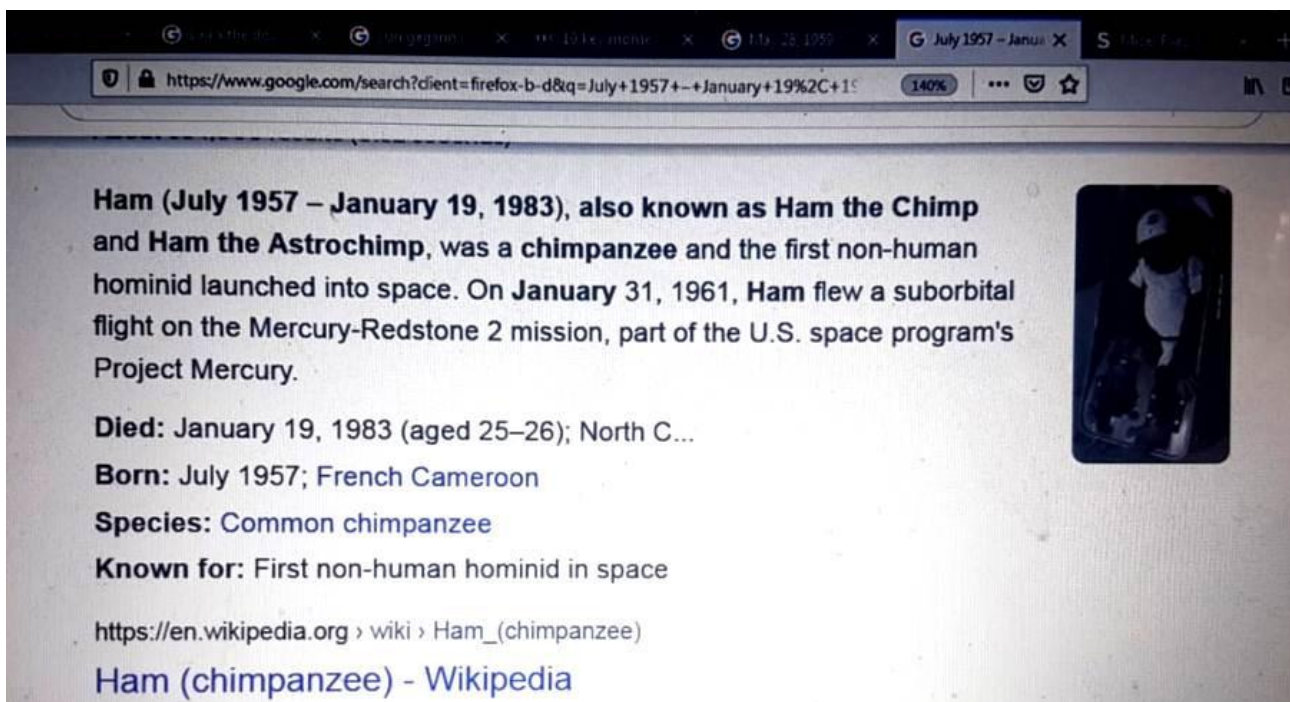 July 1957 – Janua
https://www.google.com/search?client=firefox-b-d&q=July+1957+–+January+19%2C+19
140%
Ham (July 1957 – January 19, 1983), also known as Ham the Chimp
and Ham the Astrochimp, was a chimpanzee and the first non-human
hominid launched into space. On January 31, 1961, Ham flew a suborbital
flight on the Mercury-Redstone 2 mission, part of the U.S. space program's
Project Mercury.
Died: January 19, 1983 (aged 25–26); North C...
Born: July 1957; French Cameroon
Species: Common chimpanzee
Known for: First non-human hominid in space
https://en.wikipedia.org › wiki › Ham_(chimpanzee)
Ham (chimpanzee) - Wikipedia